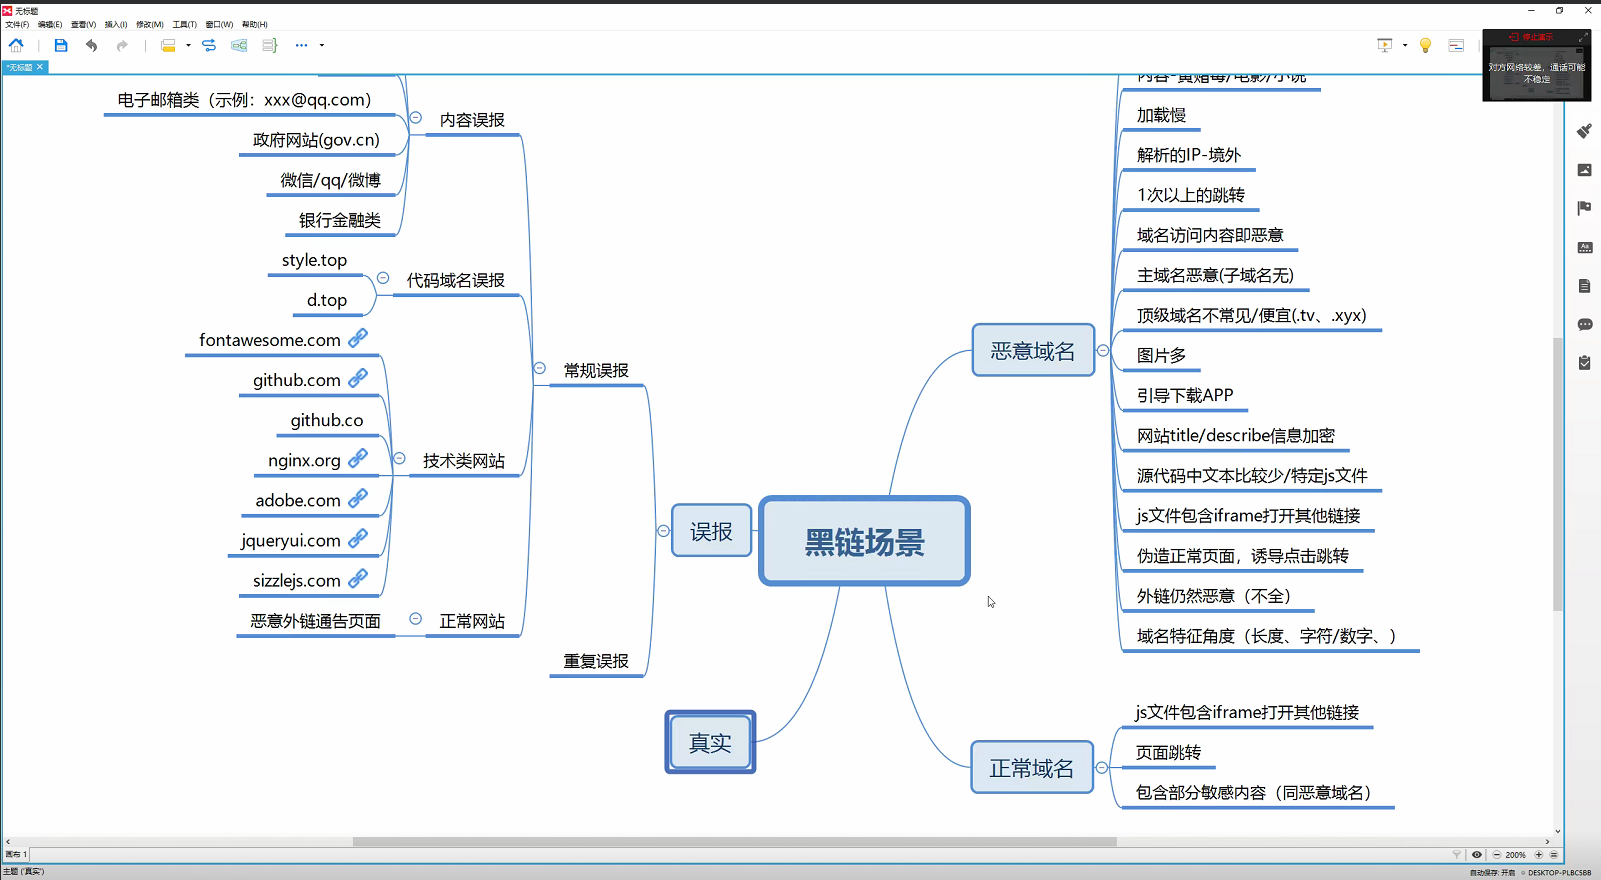 无标题
文件(F) 编辑(E) 查看(V) 插入(I) 修改(M) 工具(T) 窗口(W) 帮助(H)
*无标题
停止演示
对方网络较差，通话可能
不稳定
电子邮箱类（示例：xxx@qq.com）
政府网站(gov.cn)
微信/qq/微博
银行金融类
内容误报
style.top
d.top
代码域名误报
fontawesome.com
github.com
github.co
nginx.org
adobe.com
jqueryui.com
sizzlejs.com
技术类网站
恶意外链通告页面
正常网站
常规误报
重复误报
误报
黑链场景
真实
恶意域名
内容-黄赌毒/电影/小说
加载慢
解析的IP-境外
1次以上的跳转
域名访问内容即恶意
主域名恶意(子域名无)
顶级域名不常见/便宜(.tv、.xyx)
图片多
引导下载APP
网站title/describe信息加密
源代码中文本比较少/特定js文件
js文件包含iframe打开其他链接
伪造正常页面，诱导点击跳转
外链仍然恶意（不全）
域名特征角度（长度、字符/数字、）
正常域名
js文件包含iframe打开其他链接
页面跳转
包含部分敏感内容（同恶意域名）
画布 1
200%
主题 ('真实')
自动保存: 开启
DESKTOP-PLBCSBB